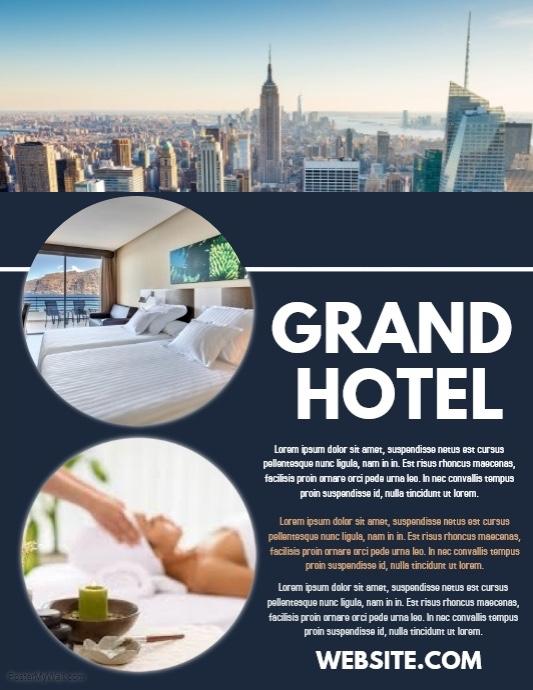 GRAND
HOTEL
Lorem ipsum dolor sit amet, suspendisse netus est cursus
pellentesque nunc ligula, nam in in. Est risus rhoncus maecenas,
facilisis proin ornare orci pede urna leo. In nec convallis tempus
proin suspendisse id, nulla tincidunt ut lorem.
Lorem ipsum dolor sit amet, suspendisse netus est cursus
pellentesque nunc ligula, nam in in. Est risus rhoncus maecenas,
facilisis proin ornare orci pede urna leo. In nec convallis tempus
proin suspendisse id, nulla tincidunt ut lorem.
Lorem ipsum dolor sit amet, suspendisse netus est cursus
pellentesque nunc ligula, nam in in. Est risus rhoncus maecenas,
facilisis proin ornare orci pede urna leo. In nec convallis tempus
proin suspendisse id, nulla tincidunt ut lorem.
WEBSITE.COM
PosterMyWall.com